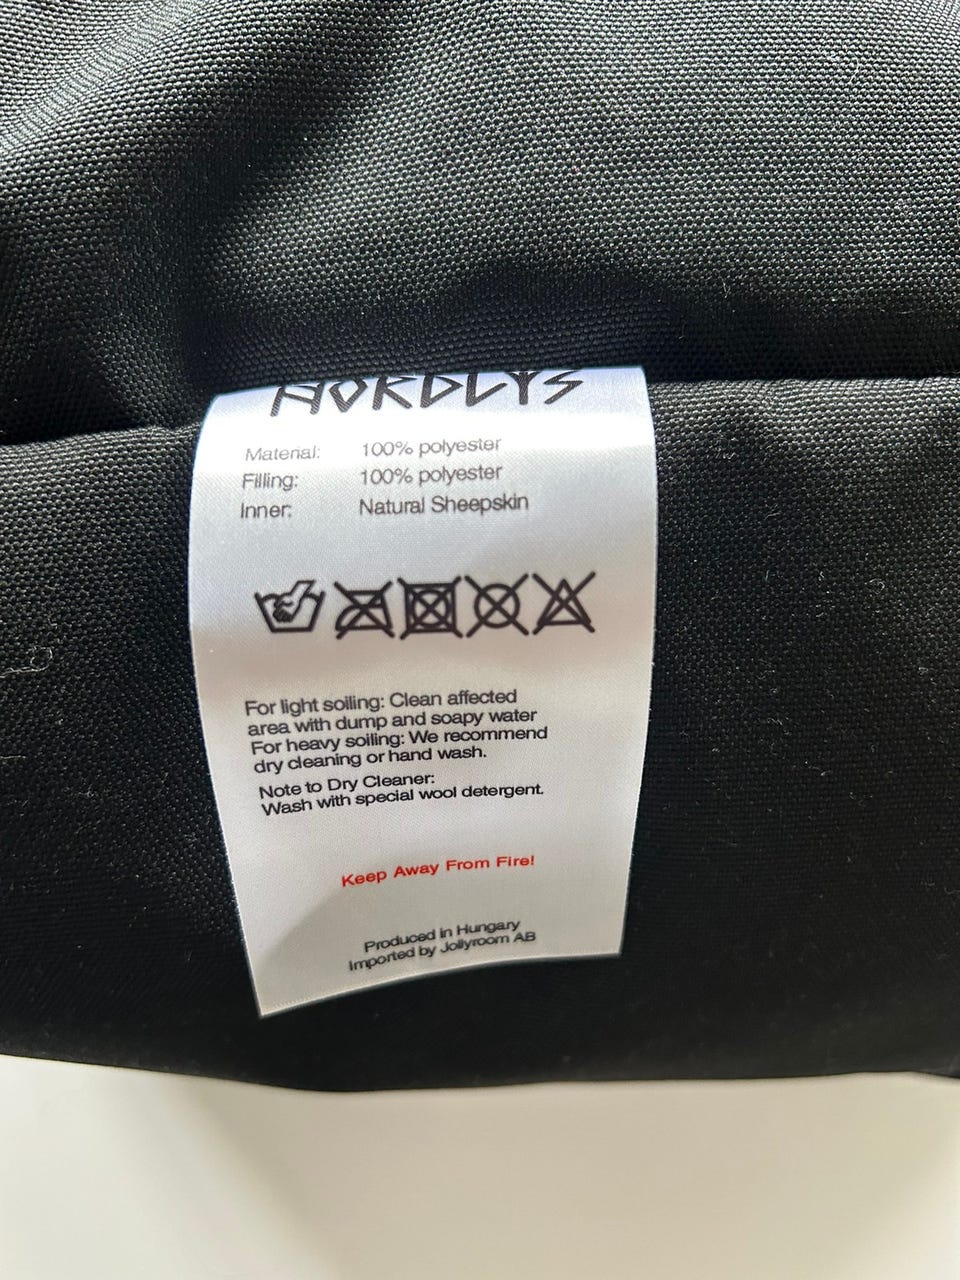 NORDLYS
Material: 100% polyester
Filling: 100% polyester
Inner: Natural Sheepskin
For light soiling: Clean affected
area with dump and soapy water
For heavy soiling: We recommend
dry cleaning or hand wash.
Note to Dry Cleaner:
Wash with special wool detergent.
Keep Away From Fire!
Produced in Hungary
Imported by Jollyroom AB